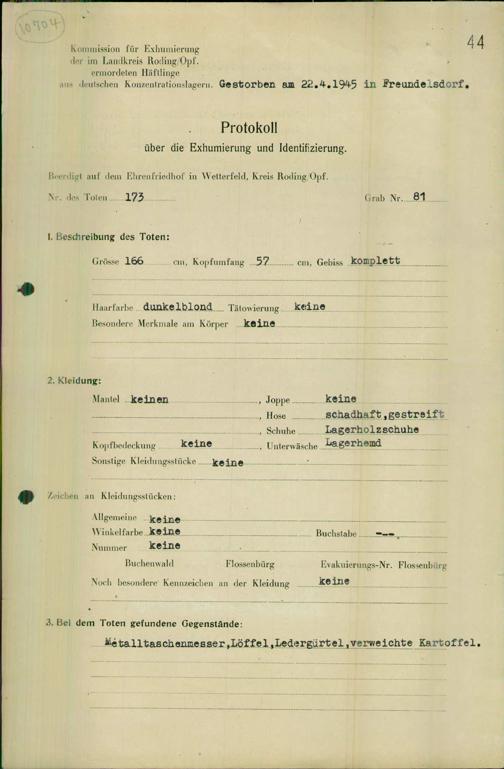 10704
44
Kommission für Exhumierung
der im Landkreis Roding/Opf.
ermordeten Häftlinge
aus deutschen Konzentrationslagern. Gestorben am 22.4.1945 in Freundelsdorf.
Protokoll
über die Exhumierung und Identifizierung.
Beerdigt auf dem Ehrenfriedhof in Wetterfeld, Kreis Roding/Opf.
Nr. des Toten 173 Grab Nr. 81
1. Beschreibung des Toten:
Grösse 166 cm, Kopfumfang 57 cm, Gebiss komplett
Haarfarbe dunkelblond Tätowierung keine
Besondere Merkmale am Körper keine
2. Kleidung:
Mantel keinen , Joppe keine
, Hose schadhaft,gestreift
, Schuhe Lagerholzschuhe
Kopfbedeckung keine , Unterwäsche Lagerhemd
Sonstige Kleidungsstücke keine
Zeichen an Kleidungsstücken:
Allgemeine keine
Winkelfarbe keine Buchstabe ---.
Nummer keine
Buchenwald Flossenbürg Evakuierungs-Nr. Flossenbürg
Noch besondere Kennzeichen an der Kleidung keine
3. Bei dem Toten gefundene Gegenstände:
Metalltaschenmesser,Löffel,Ledergürtel,verweichte Kartoffel.